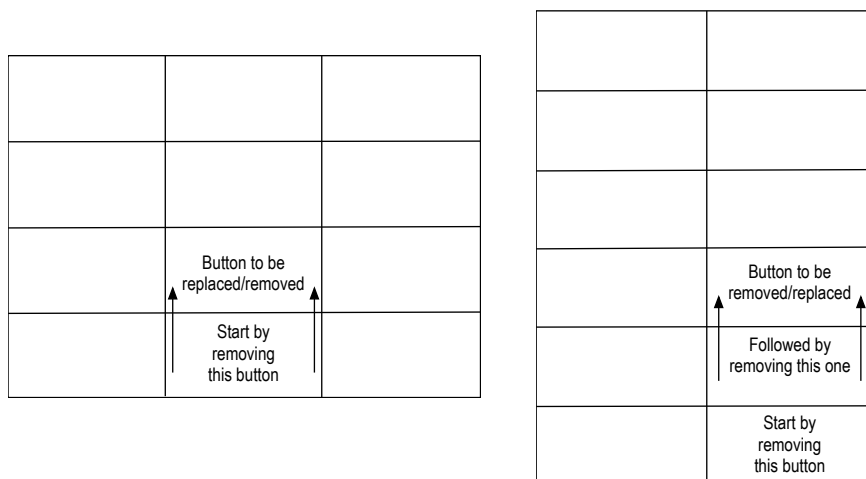 Button to be
replaced/removed
Start by
removing
this button
Button to be
removed/replaced
Followed by
removing this one
Start by
removing
this button